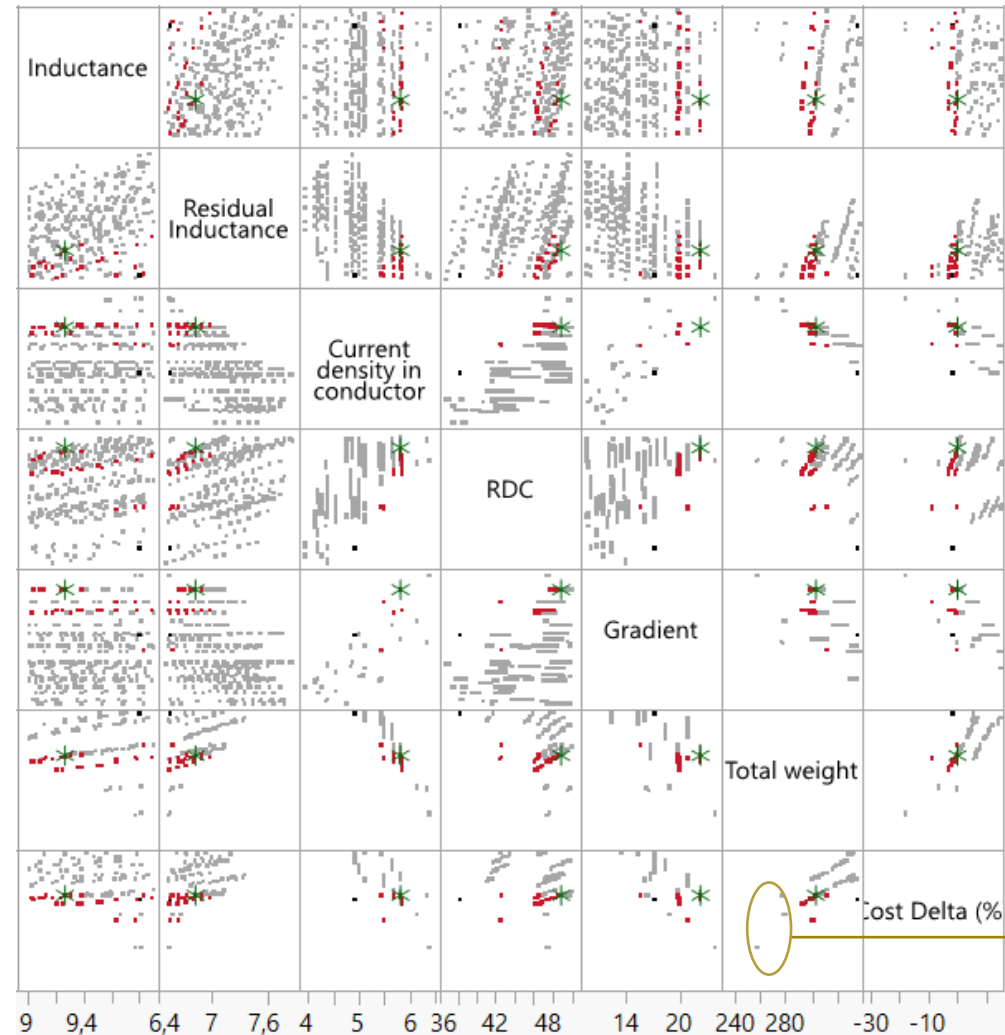 Inductance
Residual
Inductance
Current
density in
conductor
RDC
Gradient
Total weight
Cost Delta (%
9 9,4 6,4 7 7,6 4 5 6 36 42 48 14 20 240 280 -30 -10